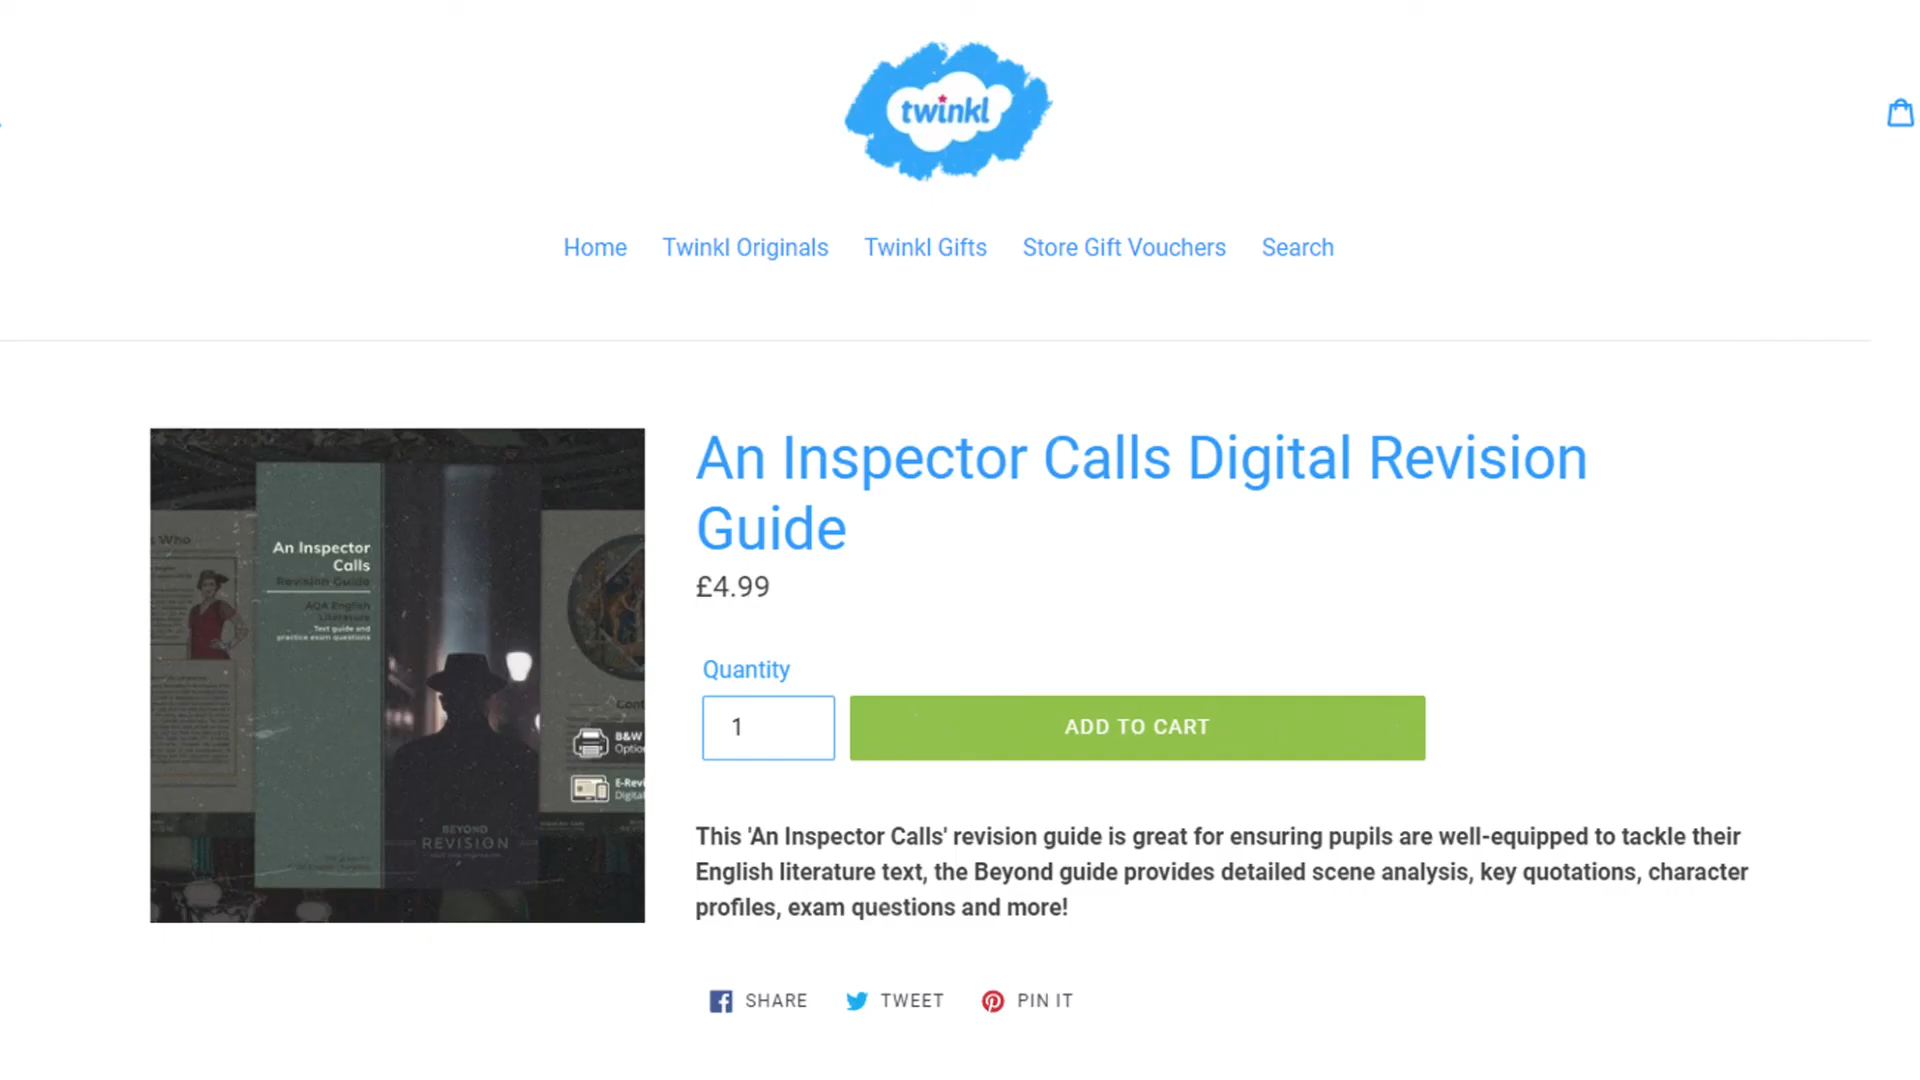 twinkl
Home Twinkl Originals Twinkl Gifts Store Gift Vouchers Search
An Inspector
Calls
Revision Guide
AQA English
Literature
Text guide and
practice exam questions
Who
Cont
B&W
Optio
E-Revi
Digital
BEYOND
REVISION
An Inspector Calls Digital Revision
Guide
£4.99
Quantity
1 ADD TO CART
This 'An Inspector Calls' revision guide is great for ensuring pupils are well-equipped to tackle their
English literature text, the Beyond guide provides detailed scene analysis, key quotations, character
profiles, exam questions and more!
SHARE TWEET PIN IT